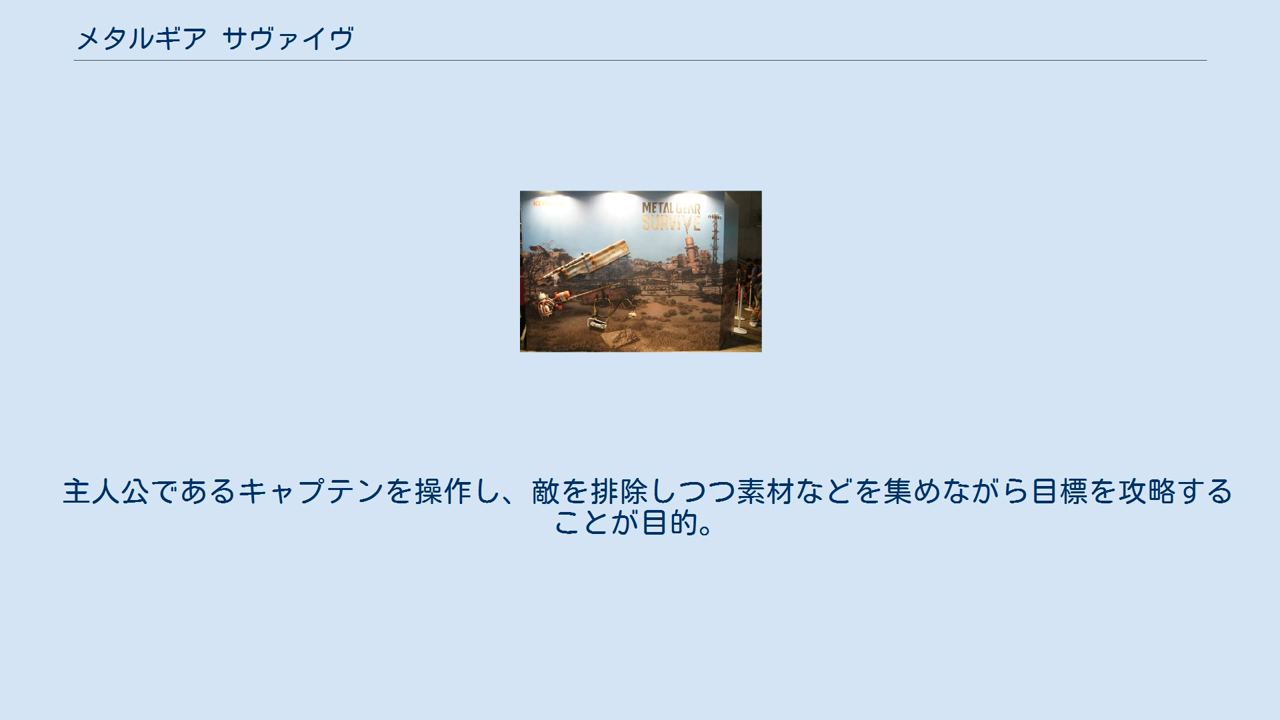 メタルギア サヴァイヴ
METAL GEAR
SURVIVE
主人公であるキャプテンを操作し、敵を排除しつつ素材などを集めながら目標を攻略する
ことが目的。